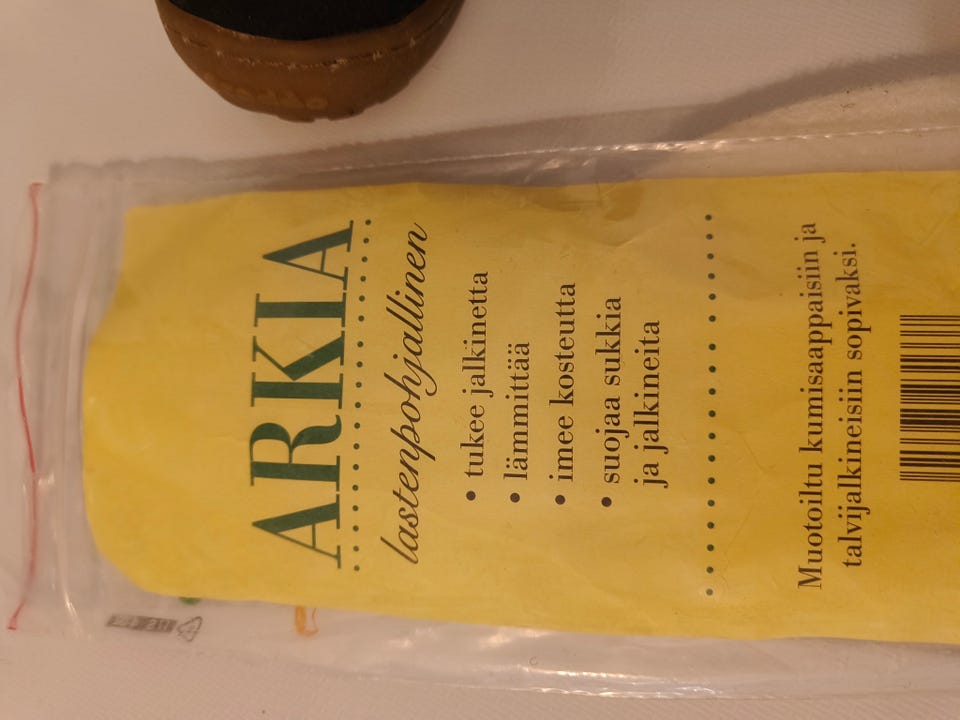 ARKIA
lastenpohjallinen
• tukee jalkinetta
• lämmittää
• imee kosteutta
• suojaa sukkia
ja jalkineita
Muotoiltu kumisaappaisiin ja
talvijalkineisiin sopivaksi.